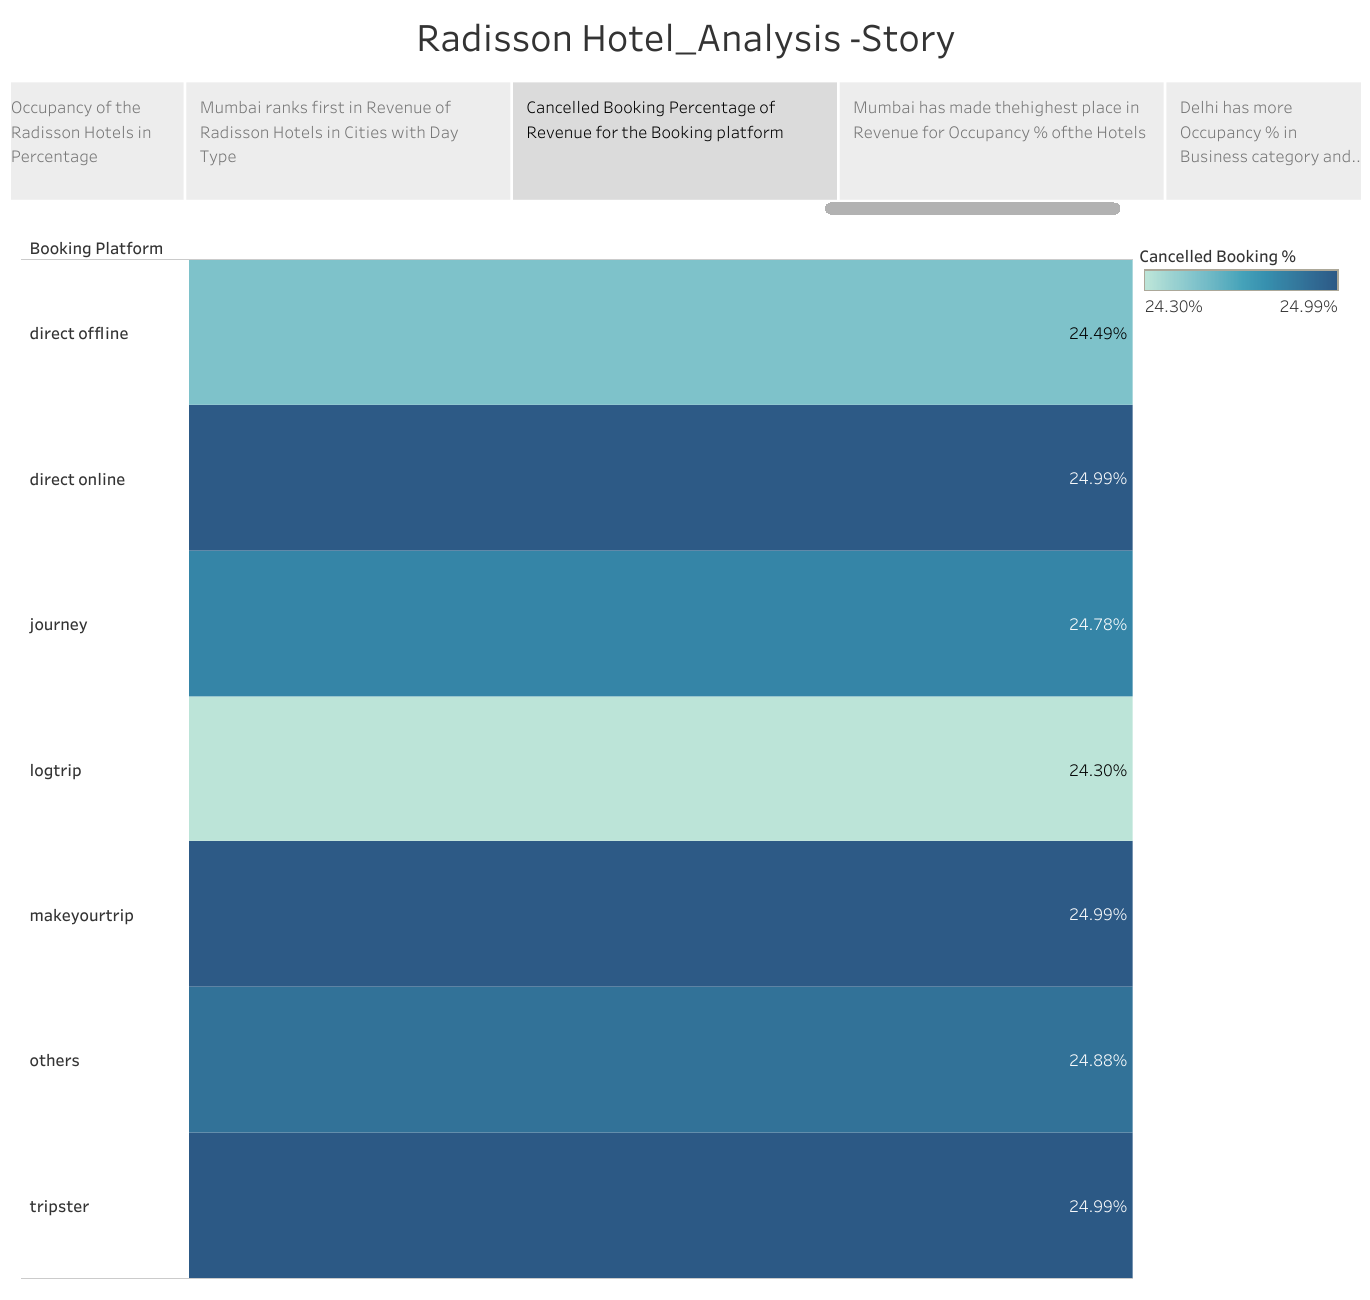 Radisson Hotel_Analysis -Story
Occupancy of the
Radisson Hotels in
Percentage
Mumbai ranks first in Revenue of
Radisson Hotels in Cities with Day
Type
Cancelled Booking Percentage of
Revenue for the Booking platform
Mumbai has made thehighest place in
Revenue for Occupancy % ofthe Hotels
Delhi has more
Occupancy % in
Business category and..
Booking Platform
direct offline
24.49%
direct online
24.99%
journey
24.78%
logtrip
24.30%
makeyourtrip
24.99%
others
24.88%
tripster
24.99%
Cancelled Booking %
24.30% 24.99%